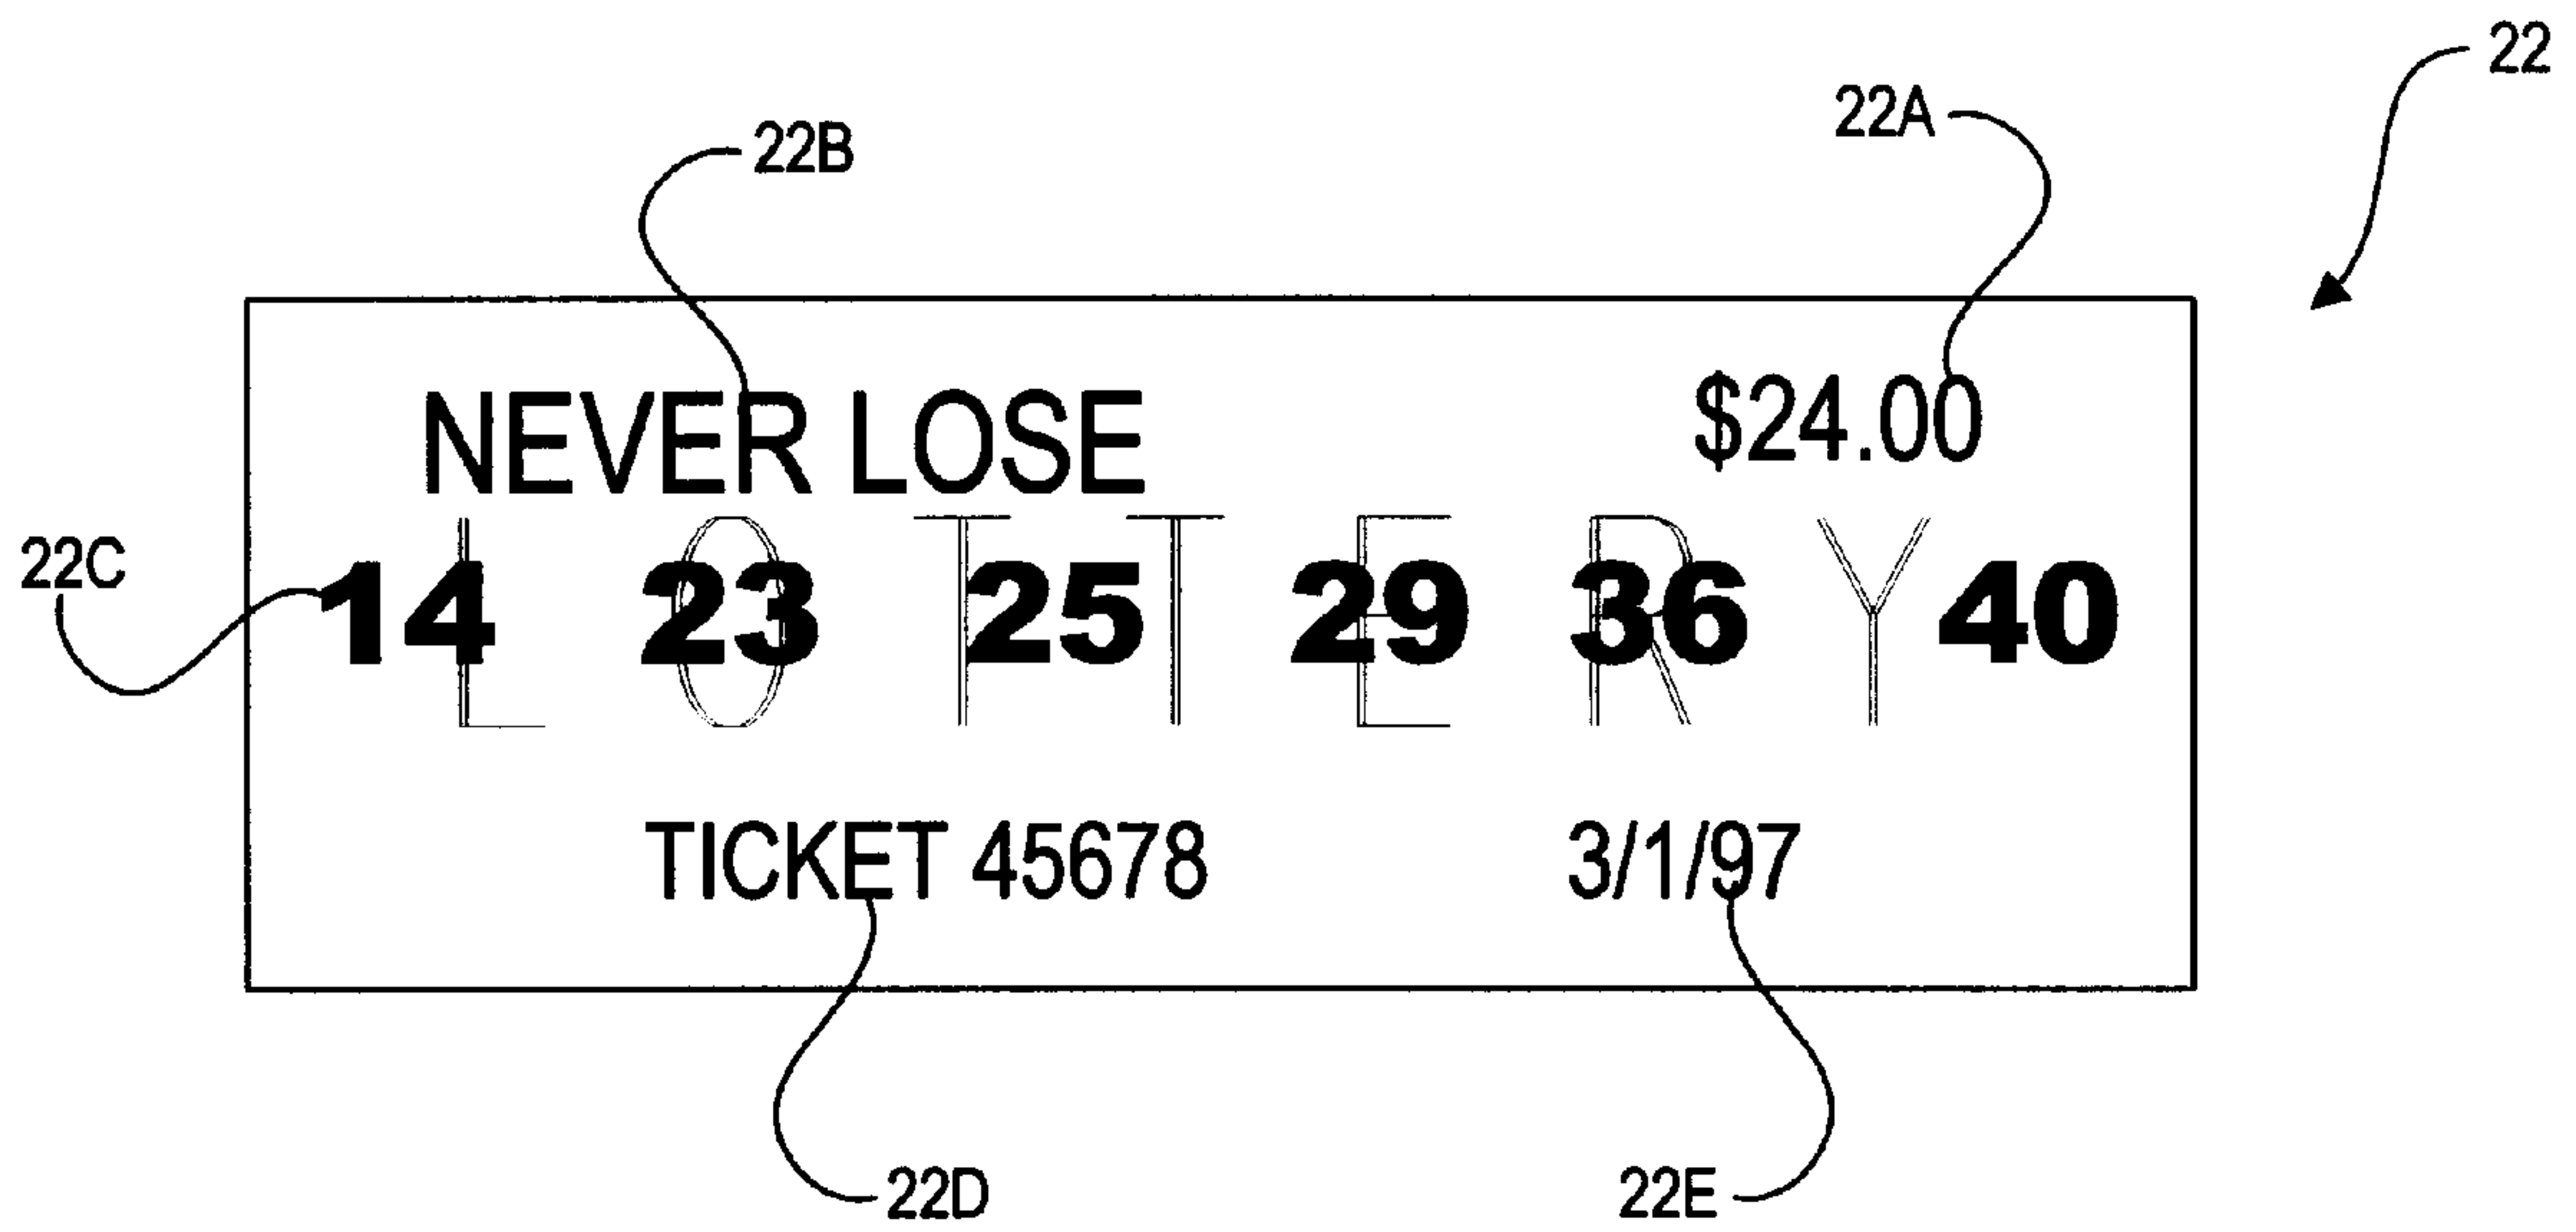 22
22A
22B
NEVER LOSE $24.00
LOTTERY
22C
14 23 25 29 36 40
TICKET 45678 3/1/97
22D 22E